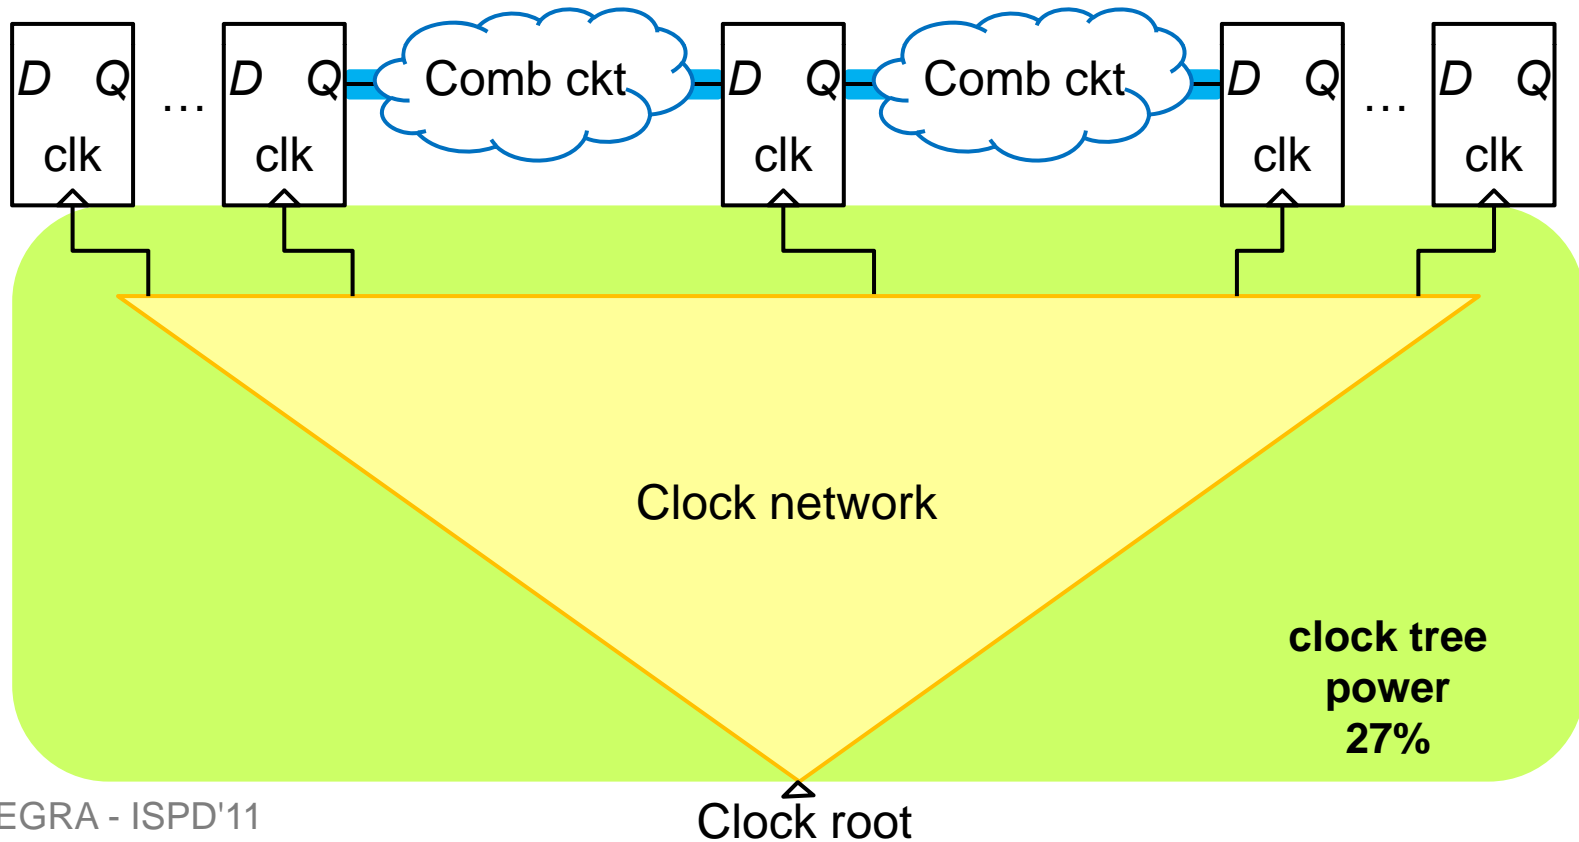 D Q ... D Q Comb ckt D Q Comb ckt D Q ... D Q
clk clk clk clk clk
Clock network
clock tree
power
27%
EGRA - ISPD'11
Clock root